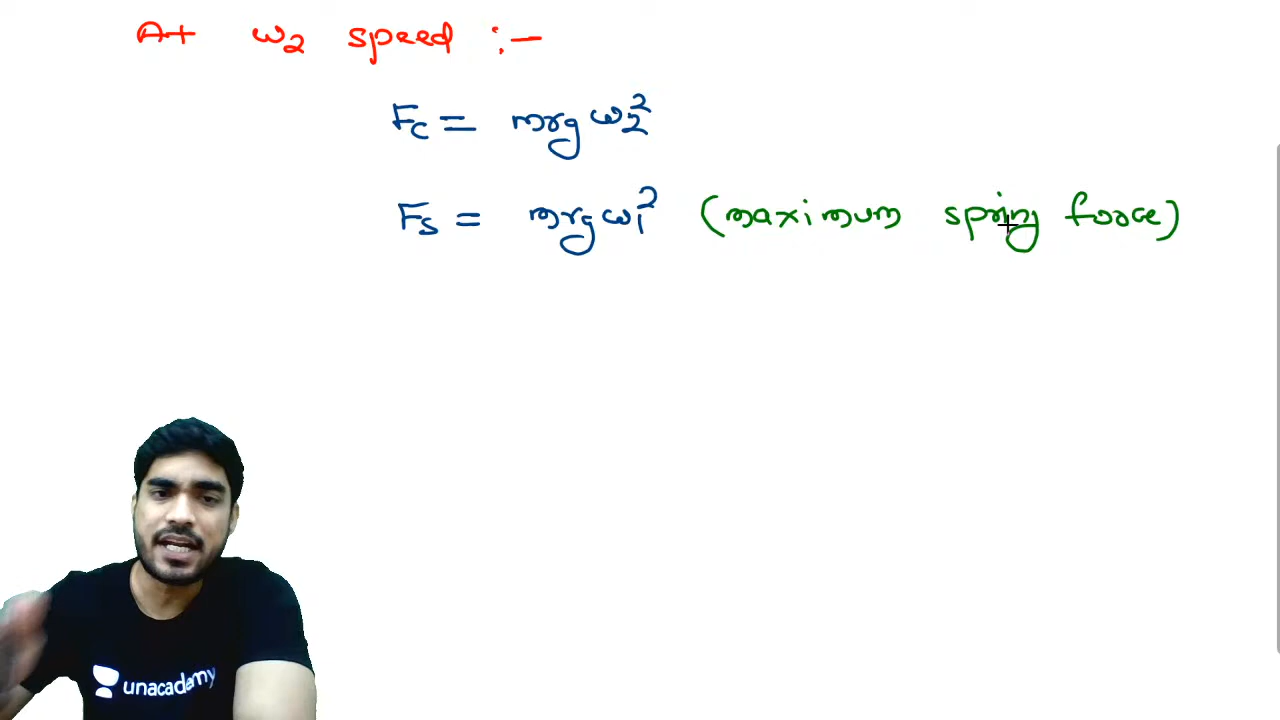 At ω₂ speed :-
Fc = mrg ω₂²
Fs = mrg ω₁² (maximum spring force)
unacademy